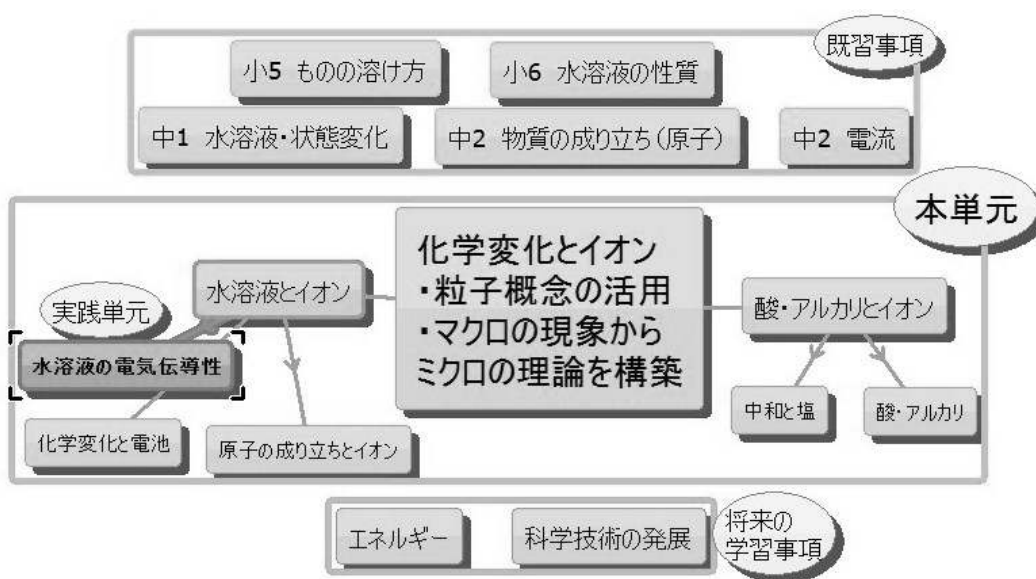 既習事項
小5 ものの溶け方
小6 水溶液の性質
中1 水溶液・状態変化
中2 物質の成り立ち(原子)
中2 電流
本単元
化学変化とイオン
・粒子概念の活用
・マクロの現象から
ミクロの理論を構築
水溶液とイオン
実践単元
水溶液の電気伝導性
化学変化と電池
原子の成り立ちとイオン
酸・アルカリとイオン
中和と塩
酸・アルカリ
エネルギー
科学技術の発展
将来の
学習事項